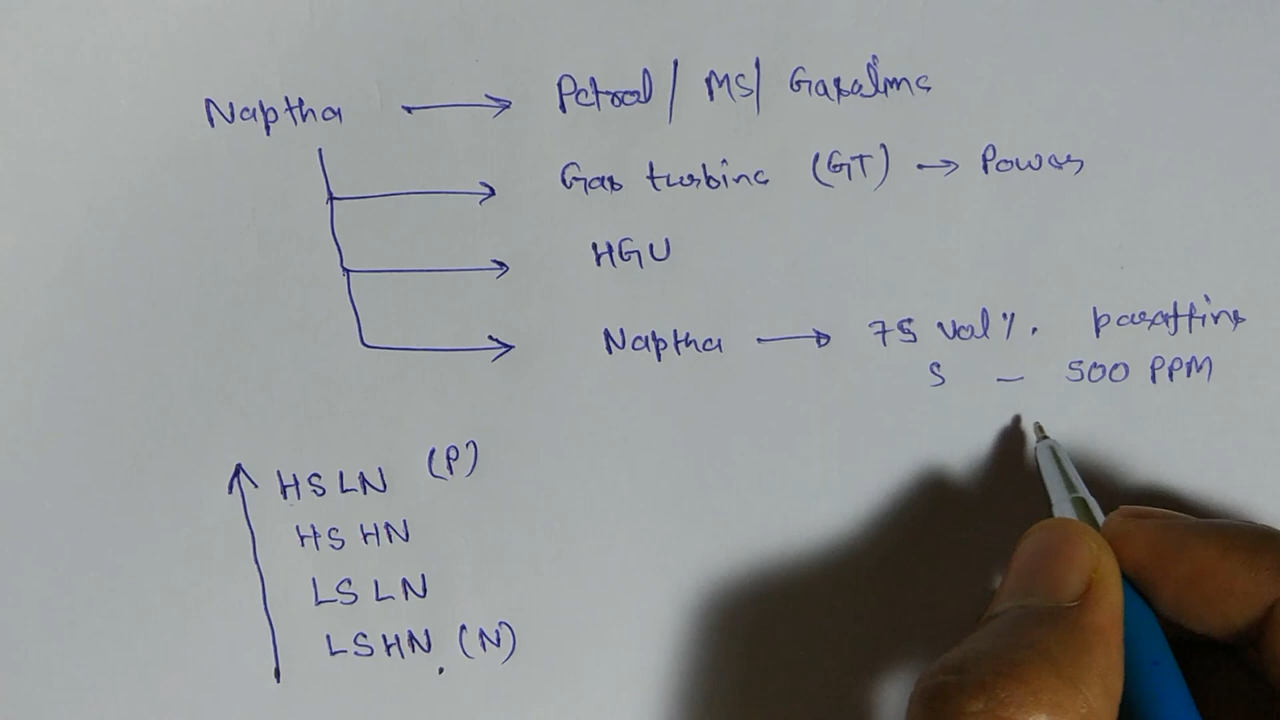 Naptha → Petrol / MS / Gasoline
Gas turbine (GT) → Power
HGU
Naptha → 75 vol %. paraffins
S - 500 PPM
HSLN (P)
HSHN
LSLN
LSHN. (N)